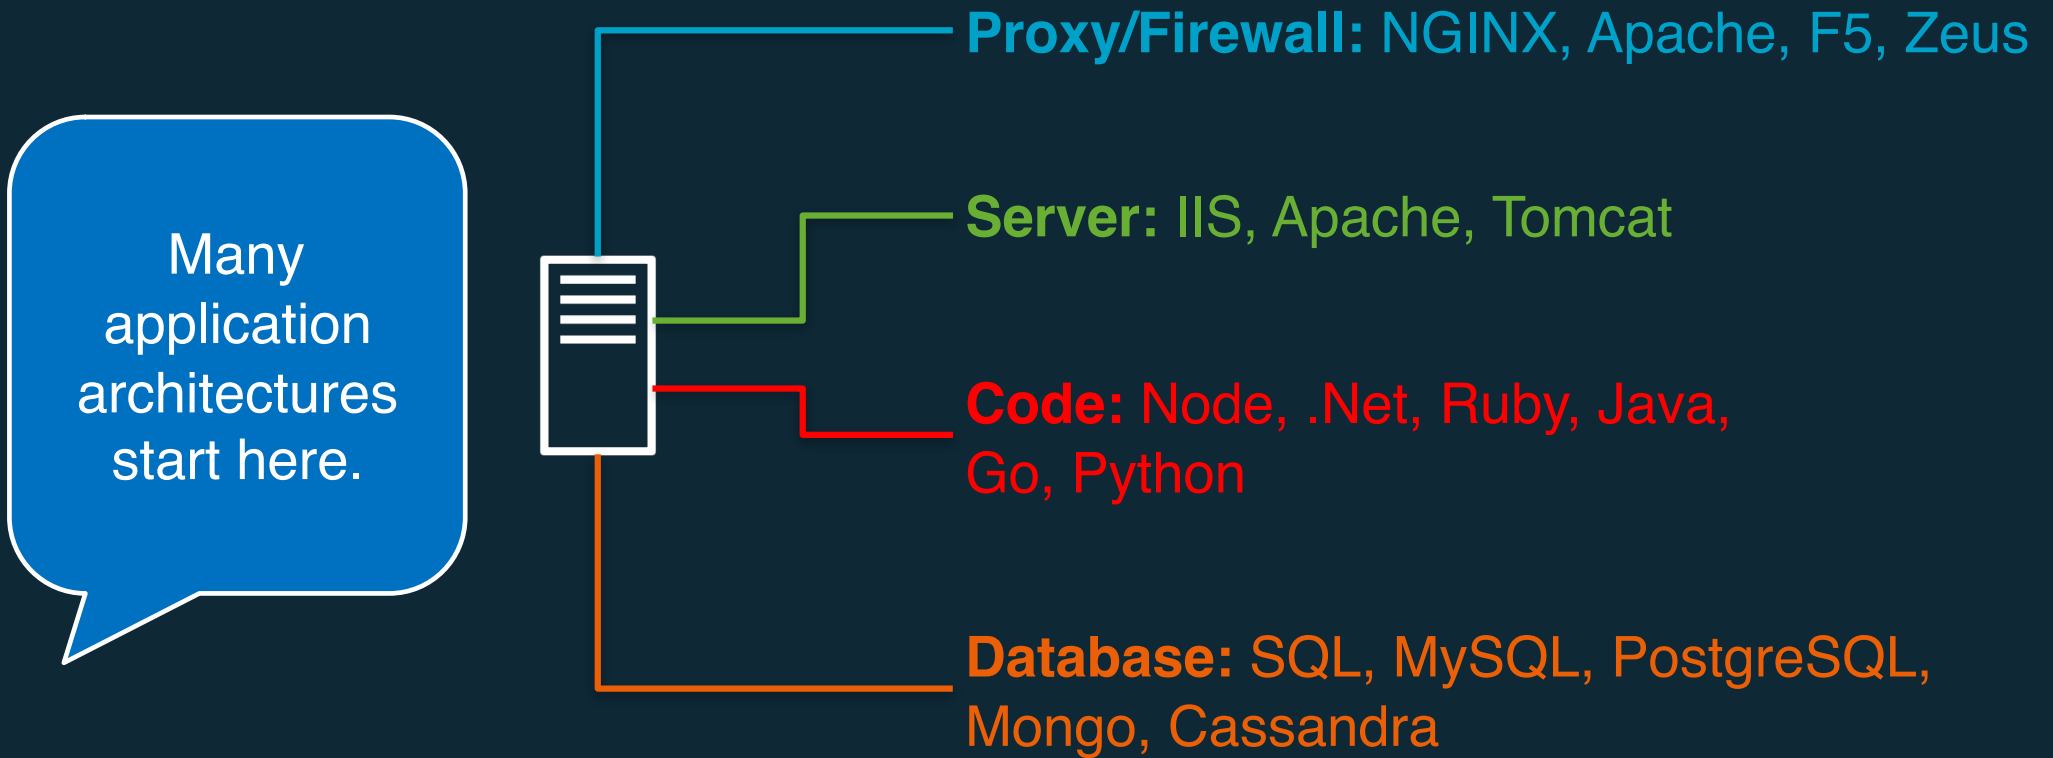 Proxy/Firewall: NGINX, Apache, F5, Zeus
Server: IIS, Apache, Tomcat
Many
application
architectures
start here.
Code: Node, .Net, Ruby, Java,
Go, Python
Database: SQL, MySQL, PostgreSQL,
Mongo, Cassandra